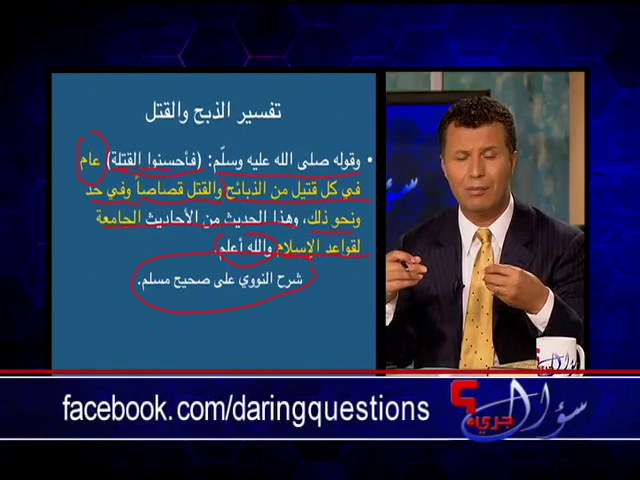 تفسير الذبح والقتل
• وقوله صلى الله عليه وسلّم: (فأحسنوا القتلة) عام
في كل قتيل من الذبائح والقتل قصاصاً وفي حد
ونحو ذلك، وهذا الحديث من الأحاديث الجامعة
لقواعد الإسلام والله أعلم.
شرح النووي على صحيح مسلم.
سؤال
facebook.com/daringquestions
سؤال جريء